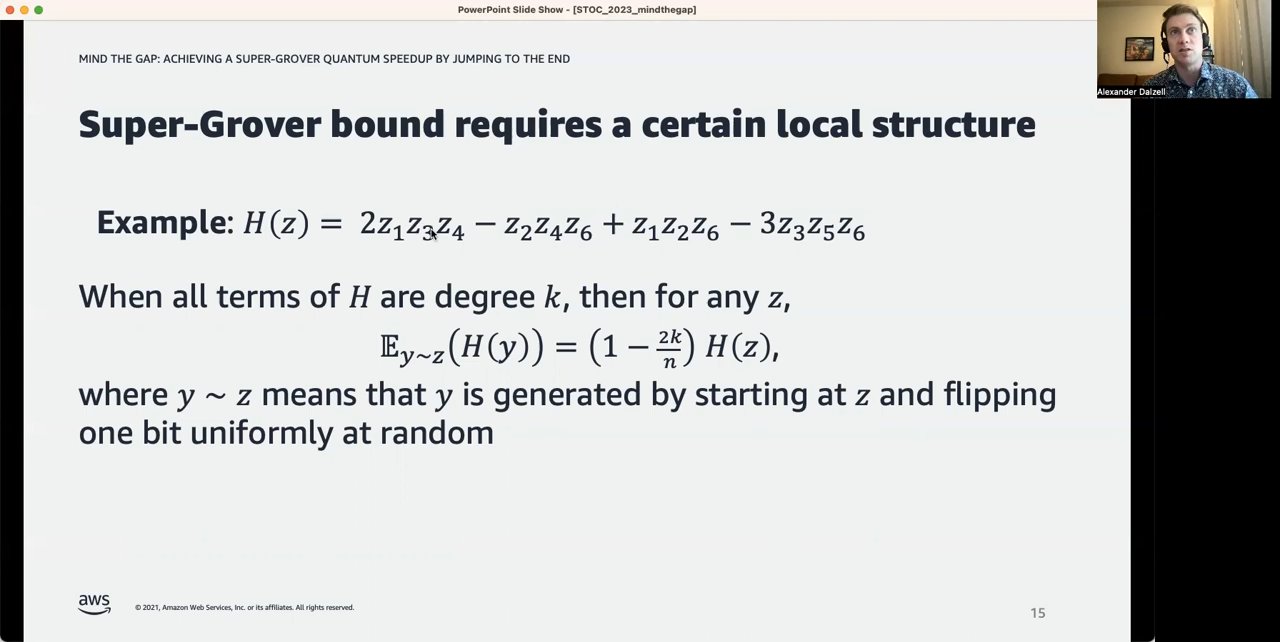 PowerPoint Slide Show - [STOC_2023_mindthegap]
Alexander Dalzell
MIND THE GAP: ACHIEVING A SUPER-GROVER QUANTUM SPEEDUP BY JUMPING TO THE END
Super-Grover bound requires a certain local structure
Example: H(z) = 2z₁z₃z₄ − z₂z₄z₆ + z₁z₂z₆ − 3z₃z₅z₆
When all terms of H are degree k, then for any z,
𝔼_{y~z}(H(y)) = (1 − 2k/n) H(z),
where y ~ z means that y is generated by starting at z and flipping
one bit uniformly at random
aws
© 2021, Amazon Web Services, Inc. or its affiliates. All rights reserved.
15